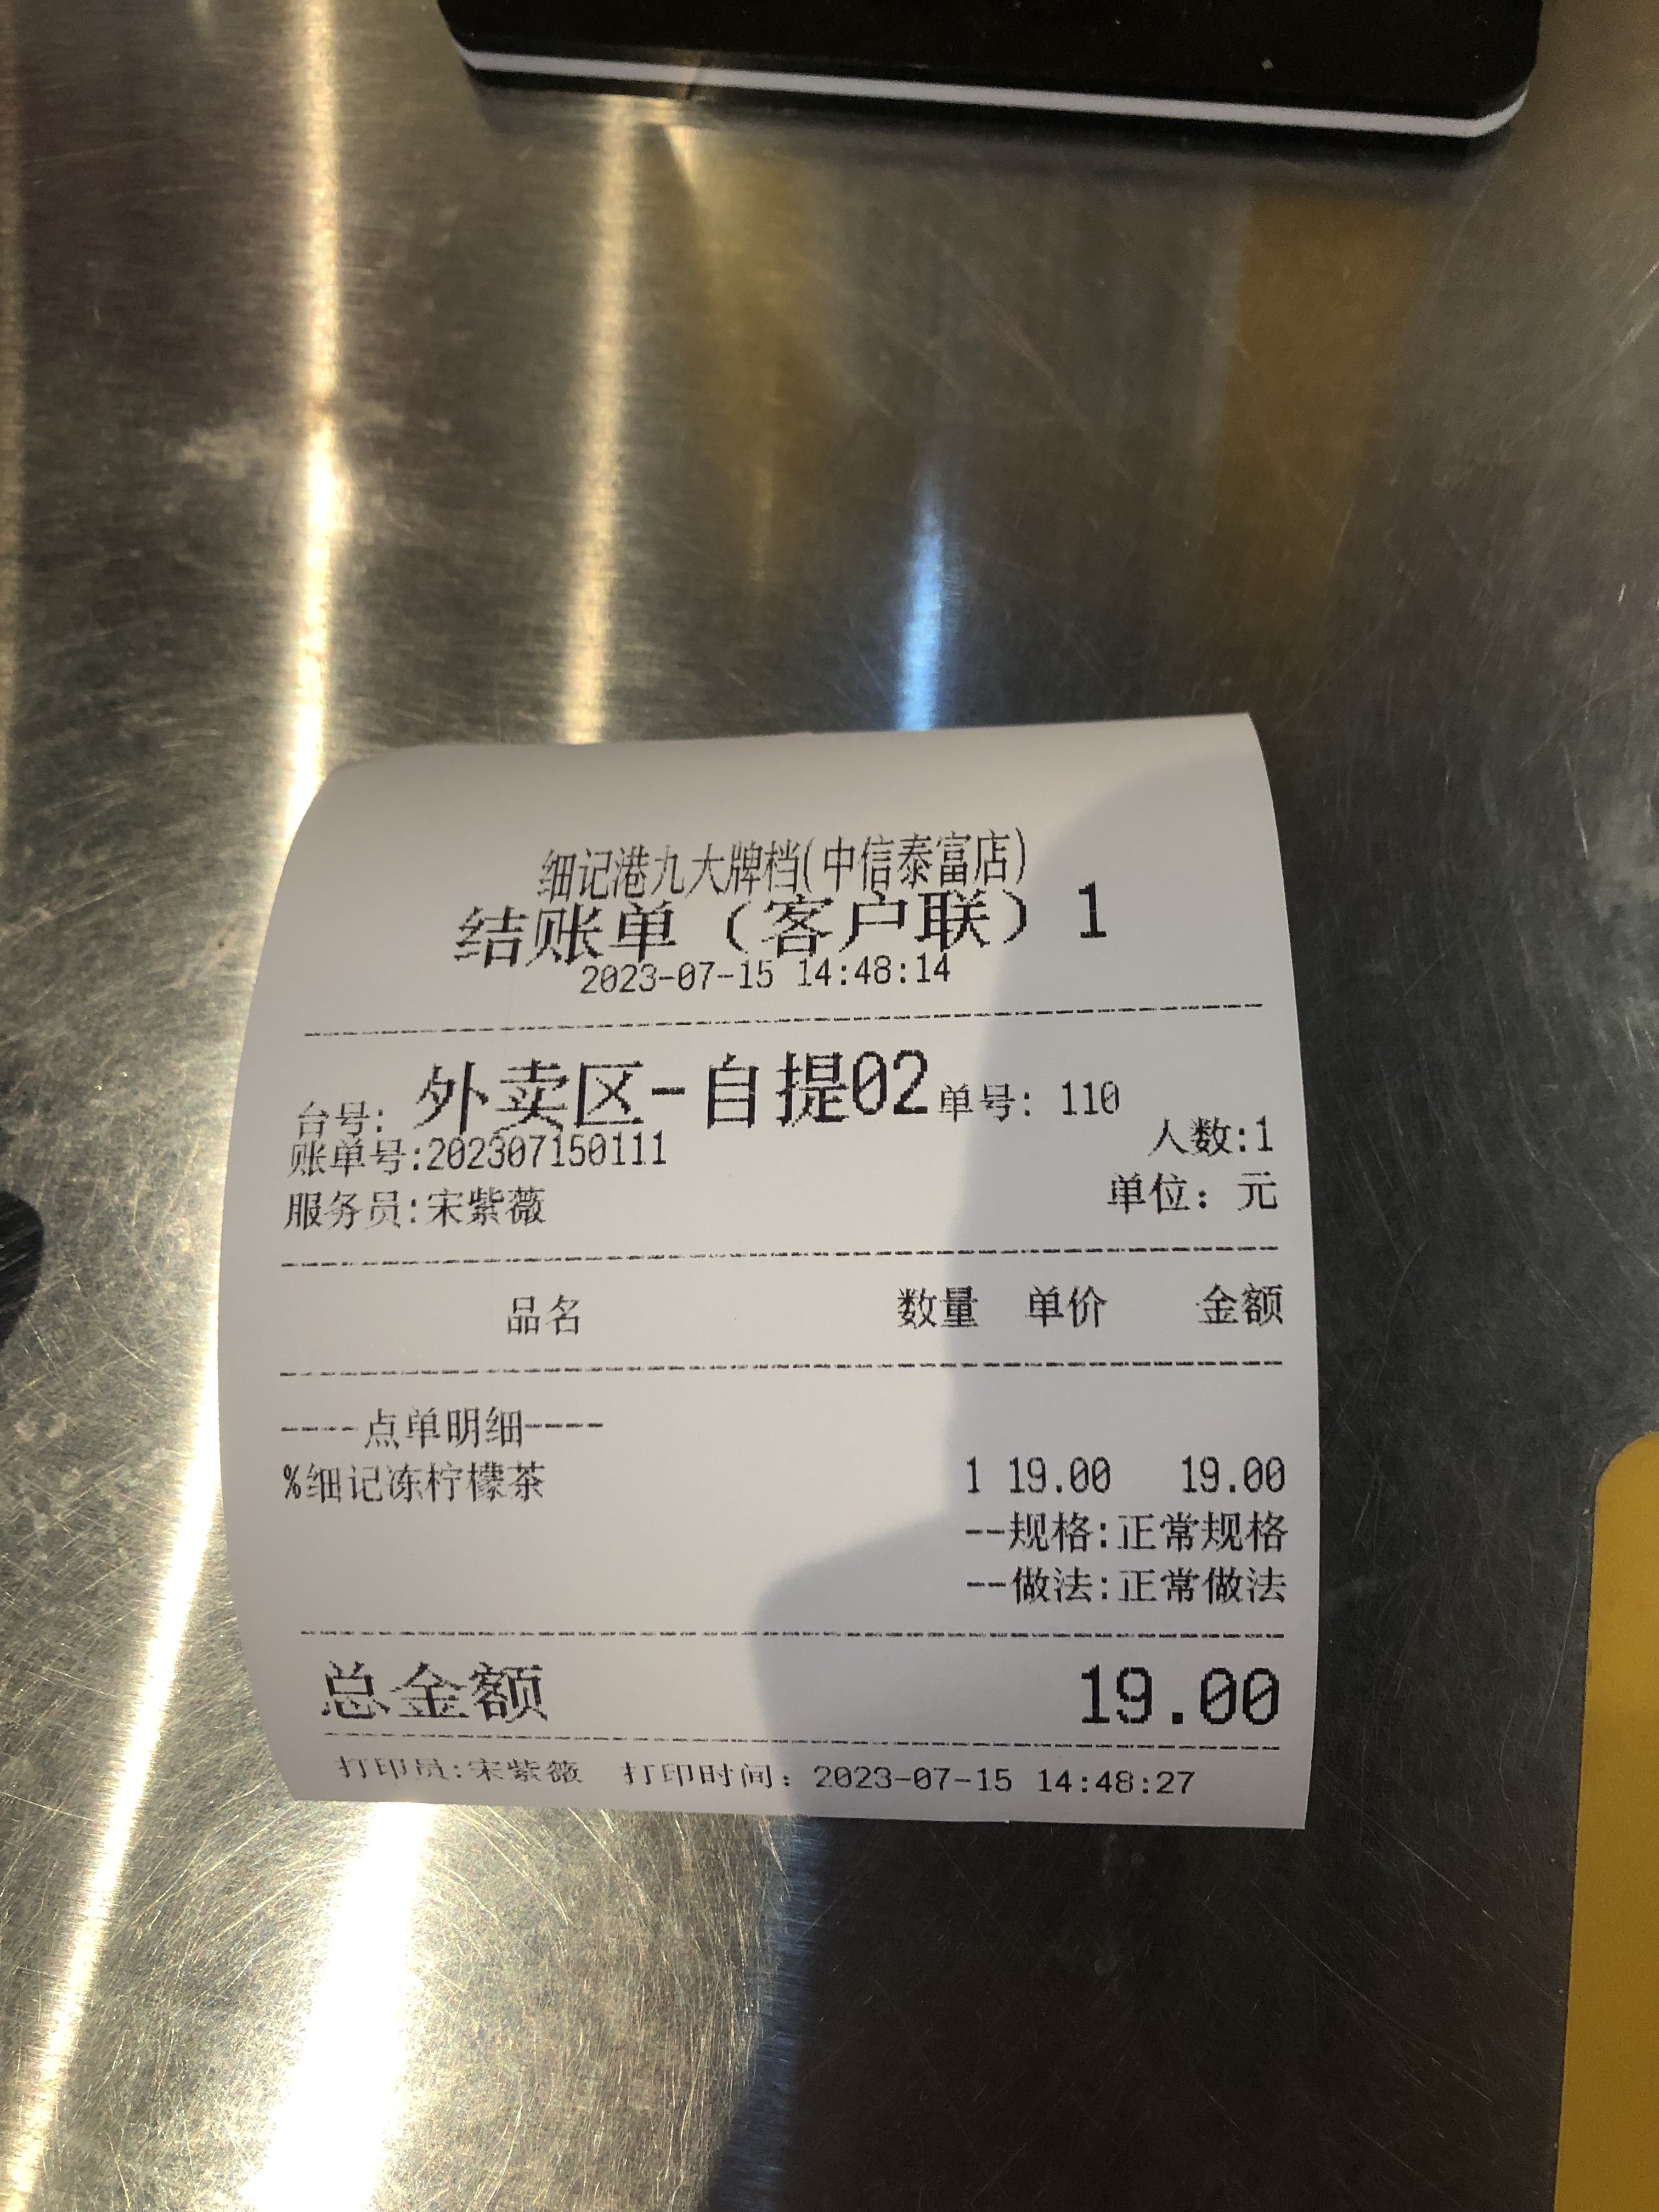 细记港九大牌档(中信泰富店)
结账单（客户联）1
2023-07-15 14:48:14
台号: 外卖区-自提02 单号: 110
账单号:202307150111 人数:1
服务员:宋紫薇 单位: 元
品名 数量 单价 金额
----点单明细----
%细记冻柠檬茶 1 19.00 19.00
--规格:正常规格
--做法:正常做法
总金额 19.00
打印员:宋紫薇 打印时间: 2023-07-15 14:48:27